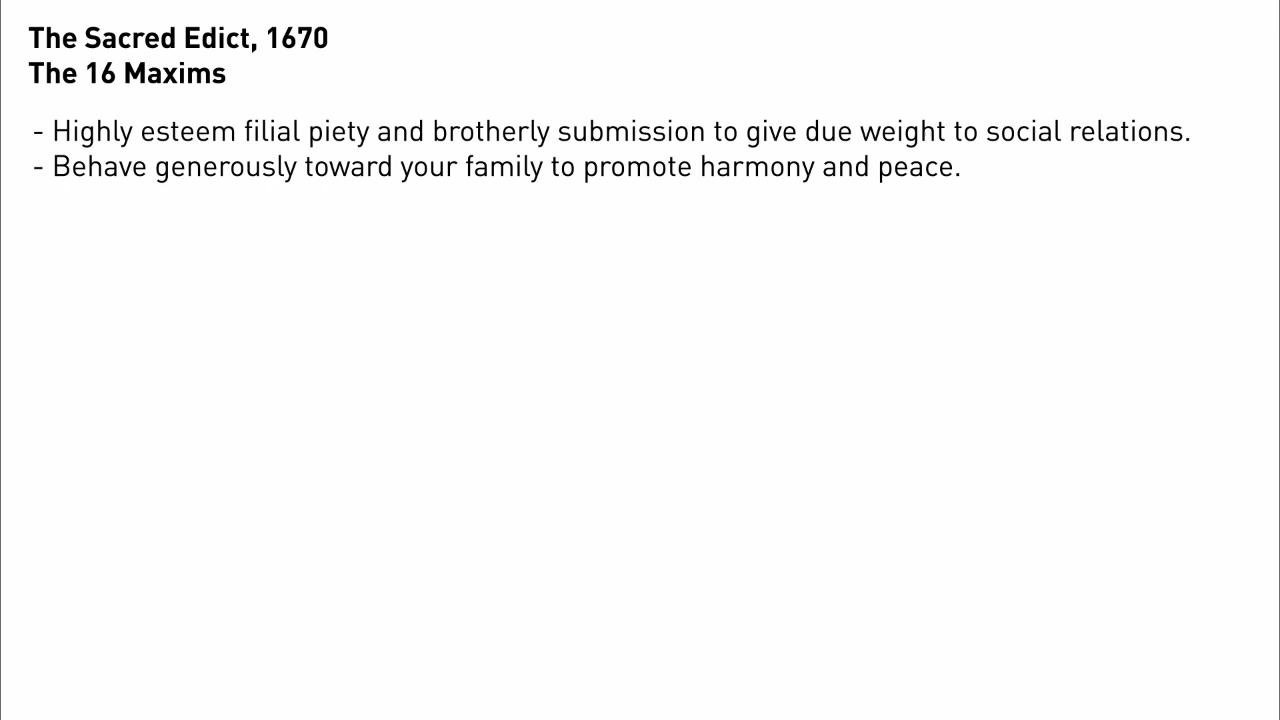 The Sacred Edict, 1670
The 16 Maxims
- Highly esteem filial piety and brotherly submission to give due weight to social relations.
- Behave generously toward your family to promote harmony and peace.